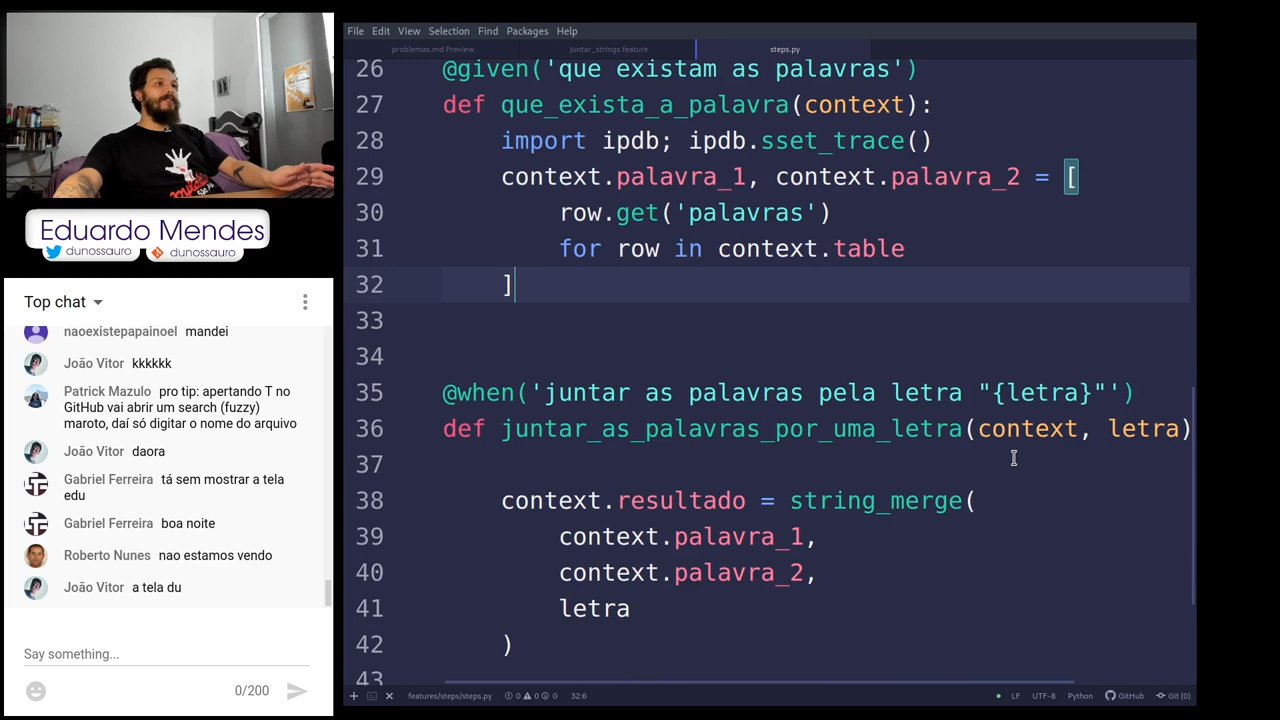 File Edit View Selection Find Packages Help
problemas.md Preview juntar_strings.feature steps.py
26 @given('que existam as palavras')
27 def que_exista_a_palavra(context):
28 import ipdb; ipdb.sset_trace()
29 context.palavra_1, context.palavra_2 = [
30 row.get('palavras')
31 for row in context.table
32 ]
33
34
35 @when('juntar as palavras pela letra "{letra}"')
36 def juntar_as_palavras_por_uma_letra(context, letra)
37
38 context.resultado = string_merge(
39 context.palavra_1,
40 context.palavra_2,
41 letra
42 )
43
features/steps/steps.py 0 0 0 32:6 LF UTF-8 Python GitHub Git (0)
Eduardo Mendes
dunossauro dunossauro
Top chat
naoexistepapainoel mandei
João Vitor kkkkkk
Patrick Mazulo pro tip: apertando T no
GitHub vai abrir um search (fuzzy)
maroto, daí só digitar o nome do arquivo
João Vitor daora
Gabriel Ferreira tá sem mostrar a tela
edu
Gabriel Ferreira boa noite
Roberto Nunes nao estamos vendo
João Vitor a tela du
Say something...
0/200